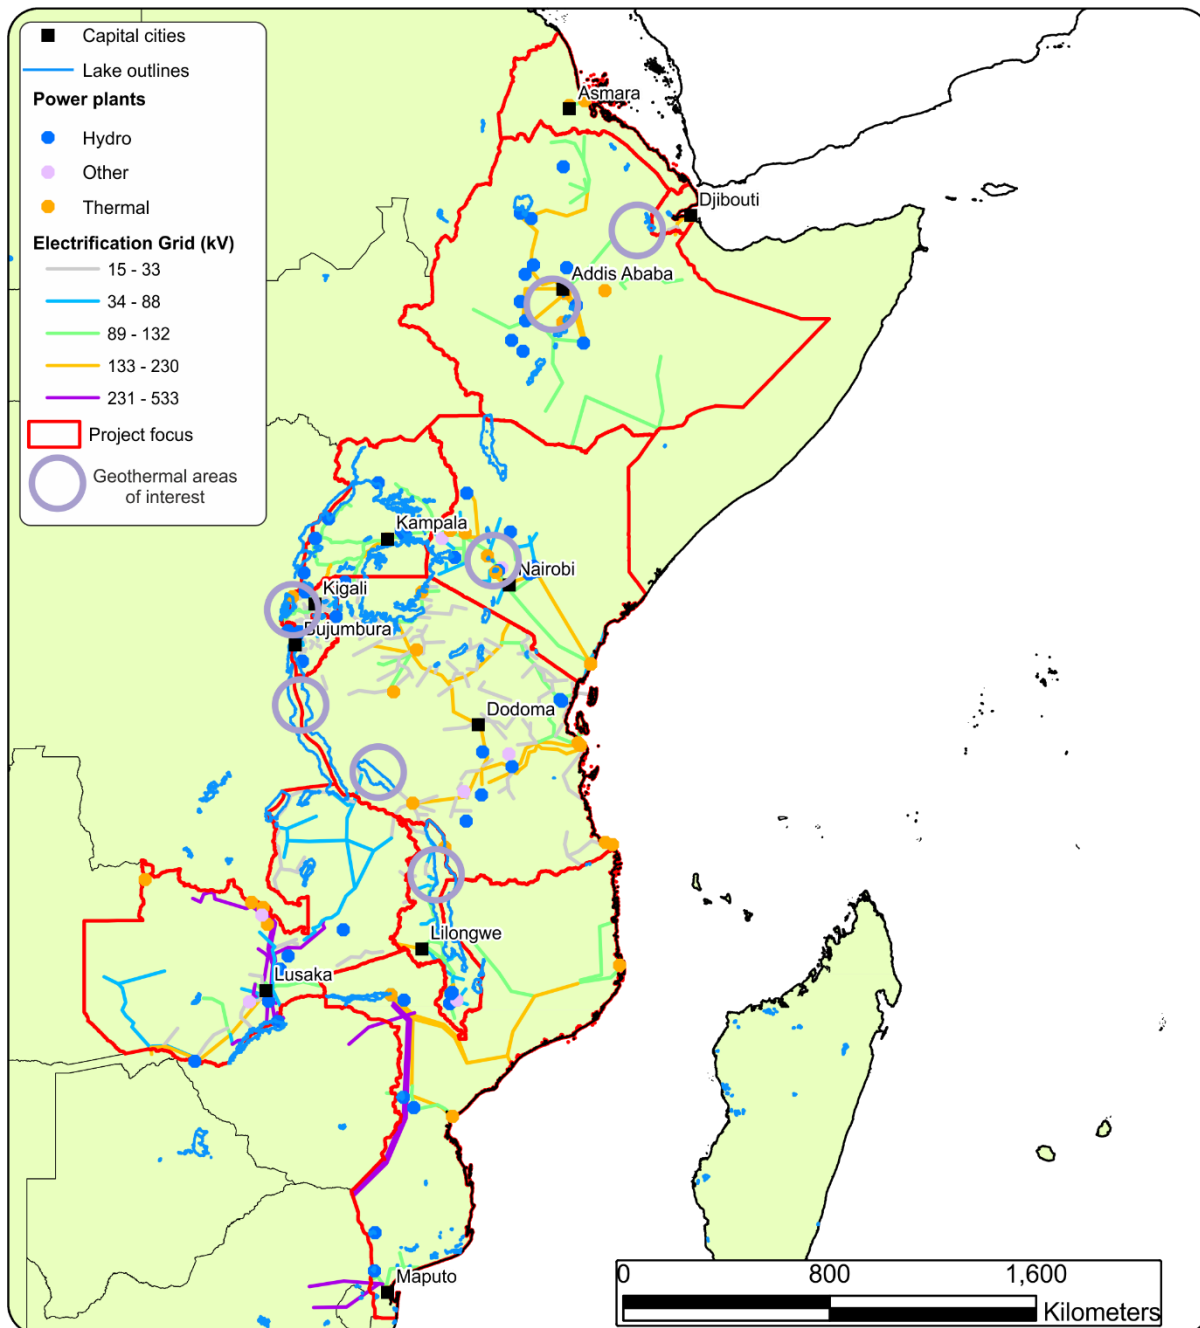 Capital cities
Lake outlines
Power plants
Hydro
Other
Thermal
Electrification Grid (kV)
15 - 33
34 - 88
89 - 132
133 - 230
231 - 533
Project focus
Geothermal areas
of interest
Asmara
Djibouti
Addis Ababa
Kampala
Nairobi
Kigali
Bujumbura
Dodoma
Lilongwe
Lusaka
Maputo
0 800 1,600
Kilometers